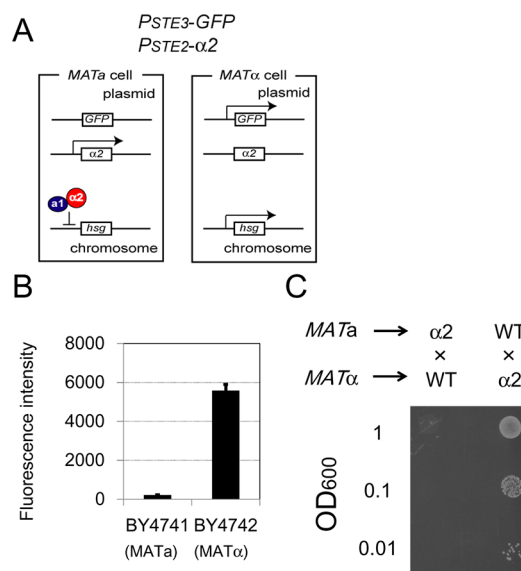 A
PSTE3-GFP
PSTE2-α2
MATa cell
plasmid
GFP
α2
a1 α2
hsg
chromosome
MATα cell
plasmid
GFP
α2
hsg
chromosome
B
Fluorescence intensity
8000
6000
4000
2000
0
BY4741 BY4742
(MATa) (MATα)
C
MATa α2 WT
× ×
MATα WT α2
OD600
1
0.1
0.01